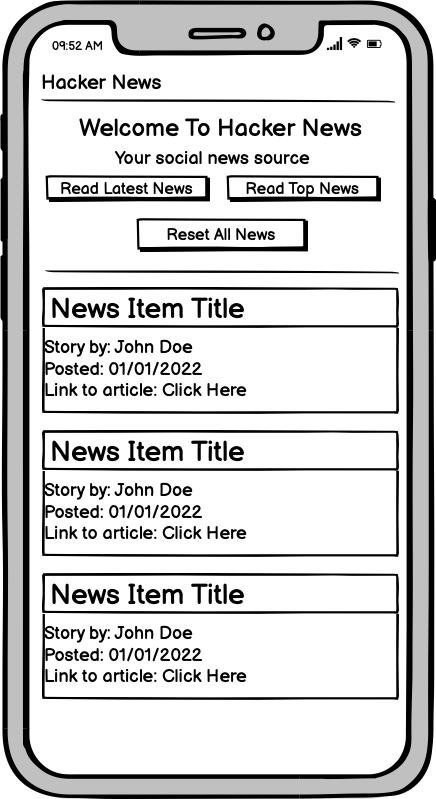 09:52 AM
Hacker News
Welcome To Hacker News
Your social news source
Read Latest News
Read Top News
Reset All News
News Item Title
Story by: John Doe
Posted: 01/01/2022
Link to article: Click Here
News Item Title
Story by: John Doe
Posted: 01/01/2022
Link to article: Click Here
News Item Title
Story by: John Doe
Posted: 01/01/2022
Link to article: Click Here